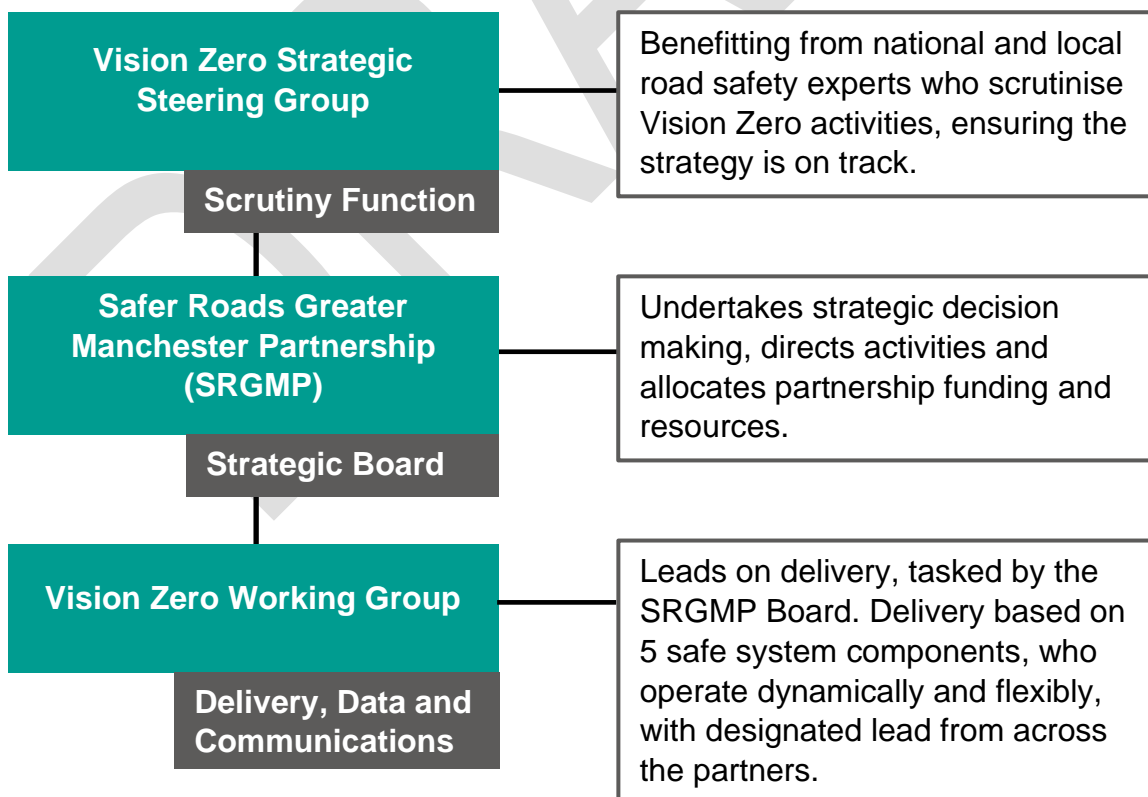 Vision Zero Strategic
Steering Group
Scrutiny Function
Benefitting from national and local
road safety experts who scrutinise
Vision Zero activities, ensuring the
strategy is on track.
Safer Roads Greater
Manchester Partnership
(SRGMP)
Strategic Board
Undertakes strategic decision
making, directs activities and
allocates partnership funding and
resources.
Vision Zero Working Group
Delivery, Data and
Communications
Leads on delivery, tasked by the
SRGMP Board. Delivery based on
5 safe system components, who
operate dynamically and flexibly,
with designated lead from across
the partners.